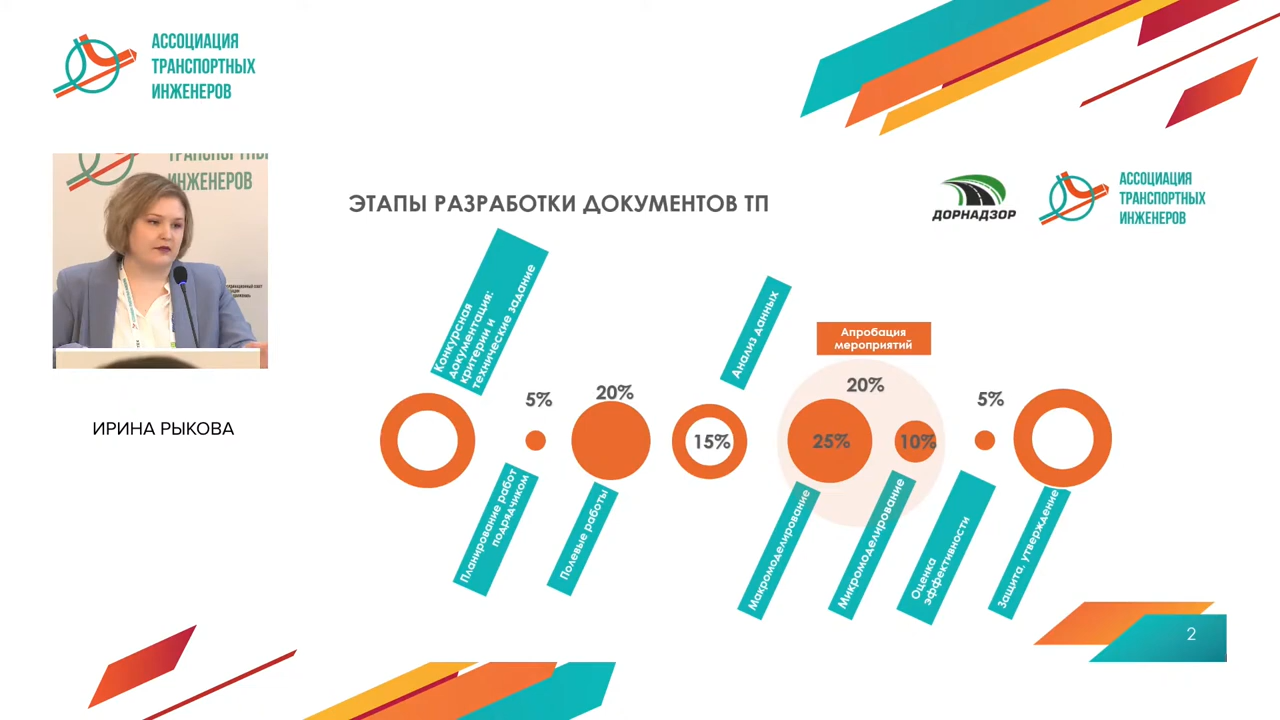 АССОЦИАЦИЯ
ТРАНСПОРТНЫХ
ИНЖЕНЕРОВ
ИНЖЕНЕРОВ
ИРИНА РЫКОВА
ЭТАПЫ РАЗРАБОТКИ ДОКУМЕНТОВ ТП
ДОРНАДЗОР
АССОЦИАЦИЯ
ТРАНСПОРТНЫХ
ИНЖЕНЕРОВ
Конкурсная
документация:
критерии и
технические задание
Анализ данных
Апробация
мероприятий
5%
20%
15%
20%
25%
10%
5%
Планирование работ
подрядчиком
Полевые работы
Макромоделирование
Микромоделирование
Оценка
эффективности
Защита, утверждение
2